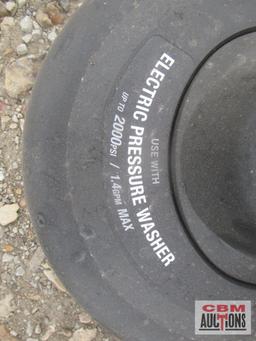 USE WITH
ELECTRIC PRESSURE WASHER
UP TO 2000PSI / 1.4GPM MAX
CBM
AUCTIONS